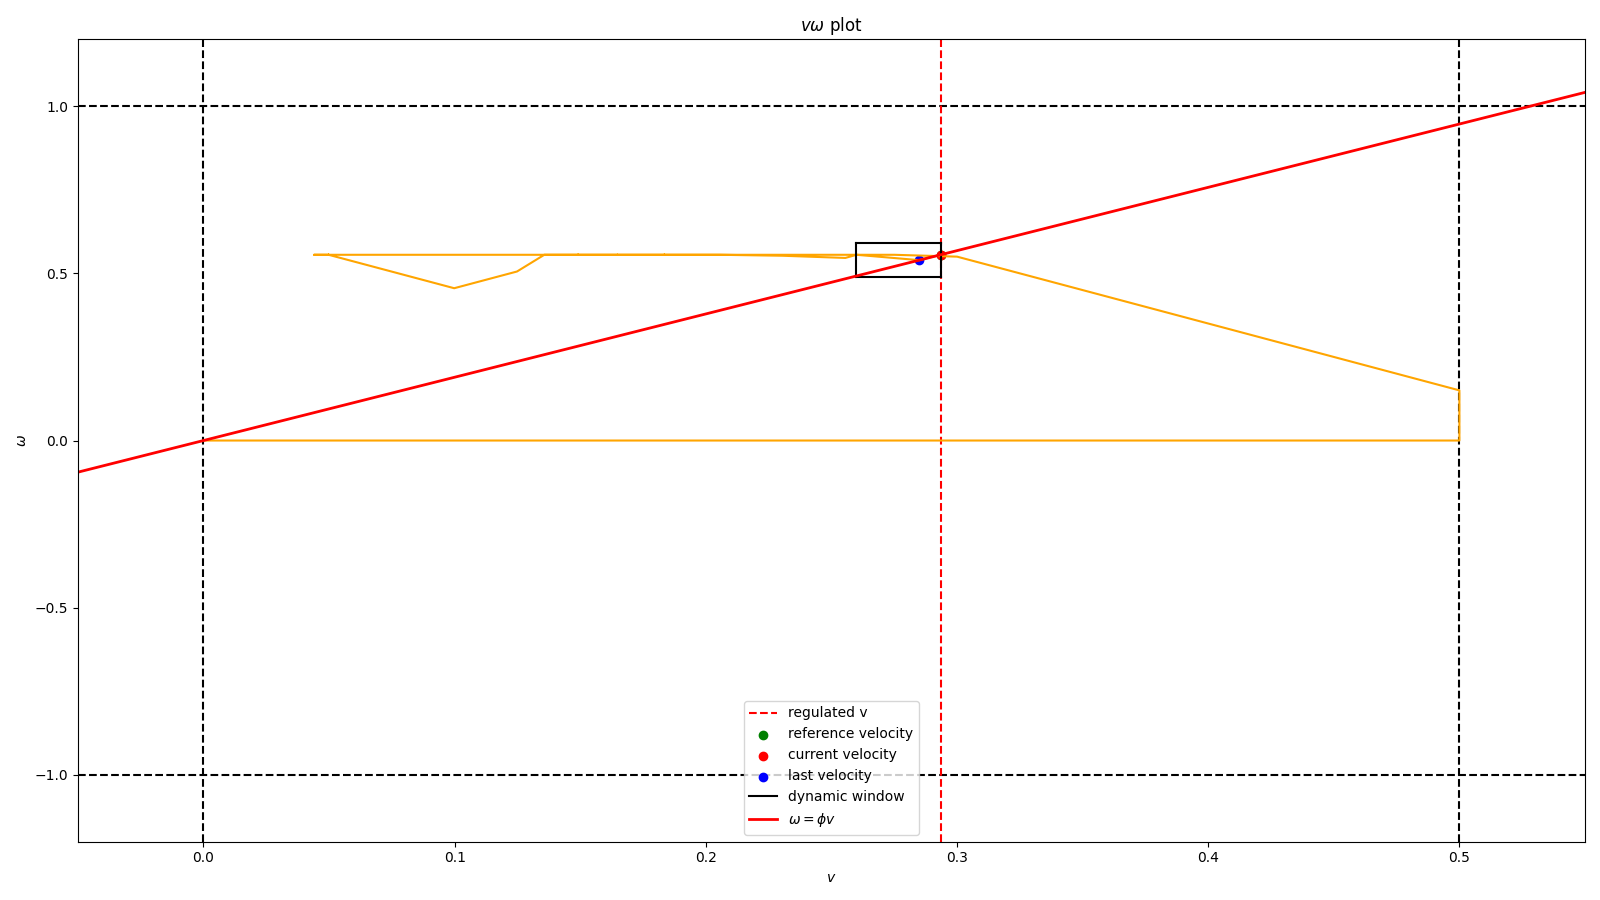 vω plot
1.0
0.5
0.0
−0.5
−1.0
ω
regulated v
reference velocity
current velocity
last velocity
dynamic window
ω = ϕv
0.0 0.1 0.2 0.3 0.4 0.5
v